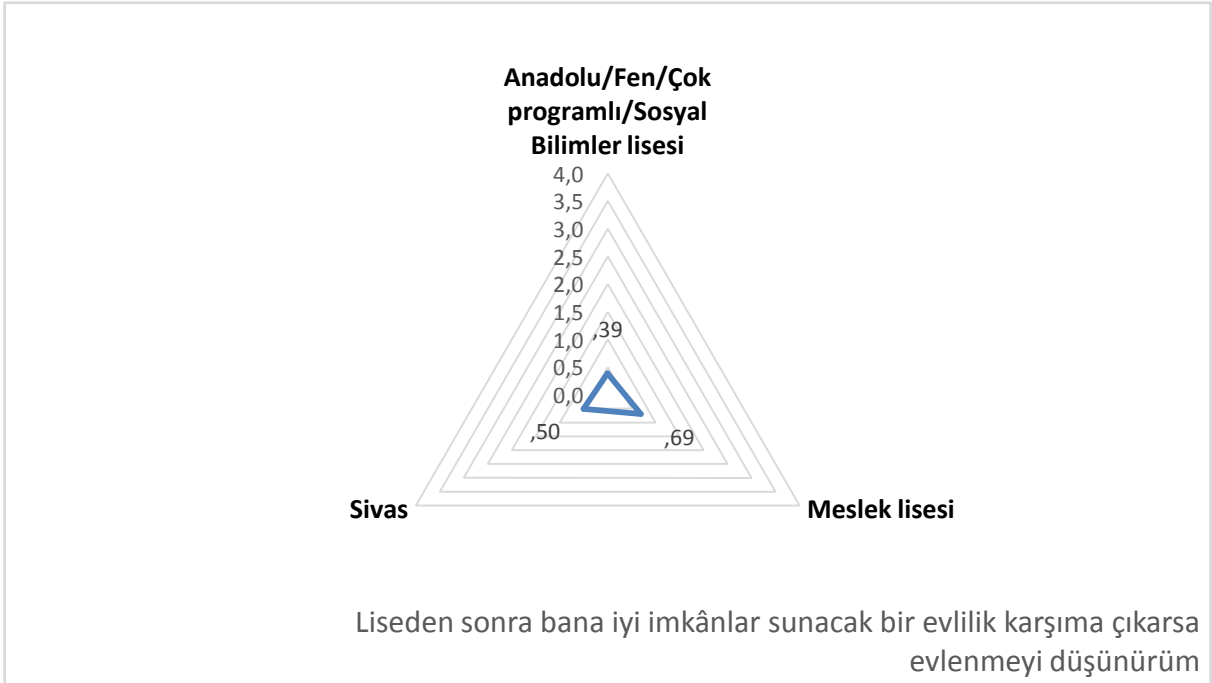 Anadolu/Fen/Çok
programlı/Sosyal
Bilimler lisesi
4,0
3,5
3,0
2,5
2,0
1,5
,39
1,0
0,5
0,0
,50
,69
Sivas
Meslek lisesi
Liseden sonra bana iyi imkânlar sunacak bir evlilik karşıma çıkarsa
evlenmeyi düşünürüm